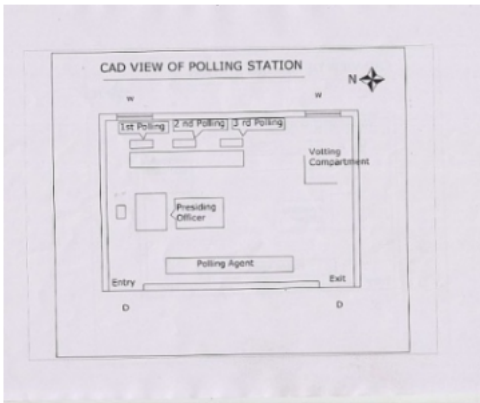 CAD VIEW OF POLLING STATION
N
W
W
1st Polling
2 nd Polling
3 rd Polling
Votting
Compartment
Presiding
Officer
Polling Agent
Entry
Exit
D
D